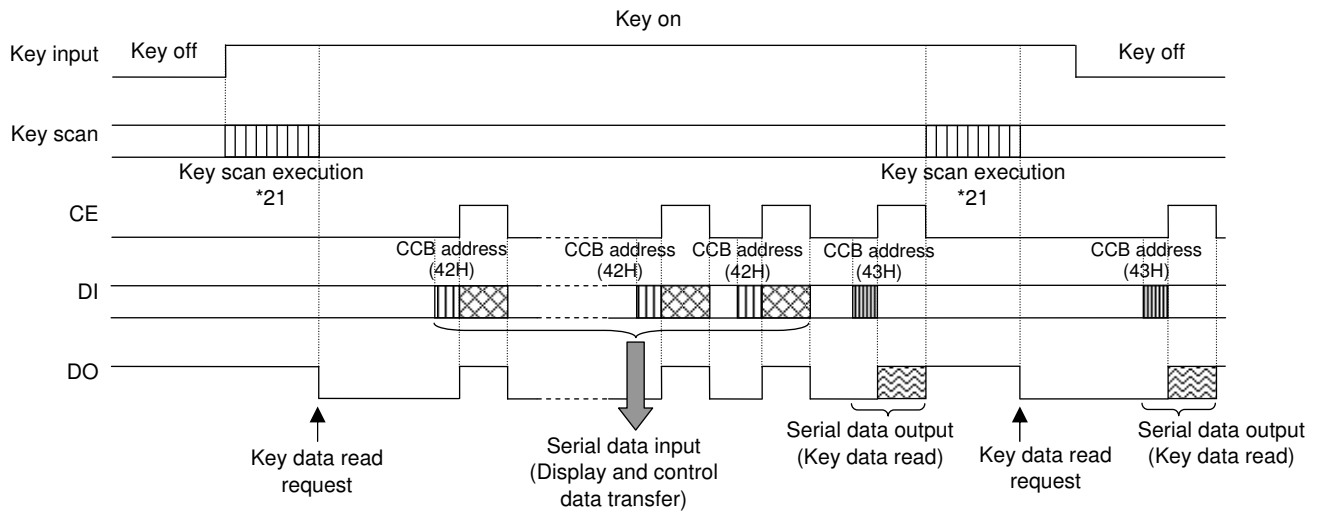 Key on
Key input
Key off
Key off
Key scan
Key scan execution
*21
Key scan execution
*21
CE
CCB address
(42H)
CCB address
(42H)
CCB address
(42H)
CCB address
(43H)
CCB address
(43H)
DI
DO
Key data read
request
Serial data input
(Display and control
data transfer)
Serial data output
(Key data read)
Key data read
request
Serial data output
(Key data read)